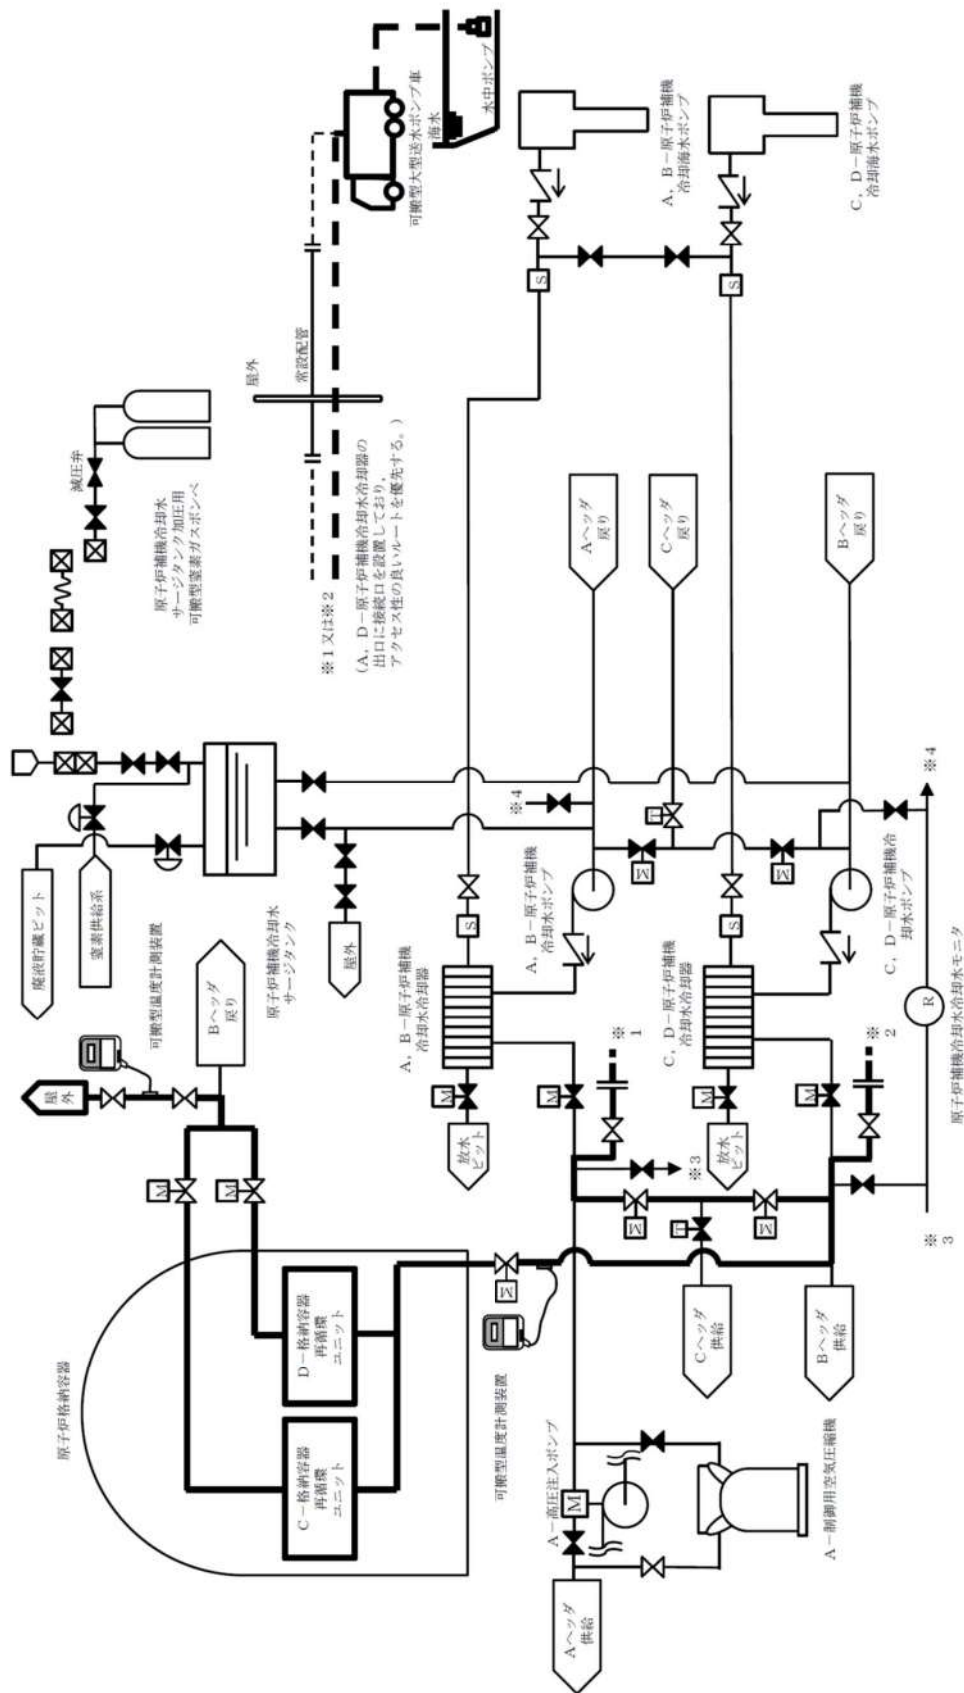 原子炉格納容器
C-格納容器
再循環
ユニット
D-格納容器
再循環
ユニット
M
M
屋外
可搬型温度計測装置
Bヘッダ
戻り
廃液貯蔵ピット
窒素供給系
原子炉補機冷却水
サージタンク
屋外
減圧弁
原子炉補機冷却水
サージタンク加圧用
可搬型窒素ガスボンベ
屋外
常設配管
※1又は※2
(A,D-原子炉補機冷却水冷却器の
出口に接続口を設置しており、
アクセス性の良いルートを優先する。)
可搬型大型送水ポンプ車
海水
水中ポンプ
可搬型温度計測装置
M
放水
ピット
M
A,B-原子炉補機
冷却水冷却器
S
A,B-原子炉補機
冷却水ポンプ
※4
S
A,B-原子炉補機
冷却海水ポンプ
A-高圧注入ポンプ
M
Aヘッダ
供給
M
※1
※3
M
T
M
Cヘッダ
供給
Aヘッダ
戻り
Cヘッダ
戻り
M
T
M
放水
ピット
M
C,D-原子炉補機
冷却水冷却器
S
S
C,D-原子炉補機
冷却海水ポンプ
A-制御用空気圧縮機
Bヘッダ
供給
M
※2
C,D-原子炉補機冷
却水ポンプ
Bヘッダ
戻り
※3
R
※4
原子炉補機冷却水冷却水モニタ